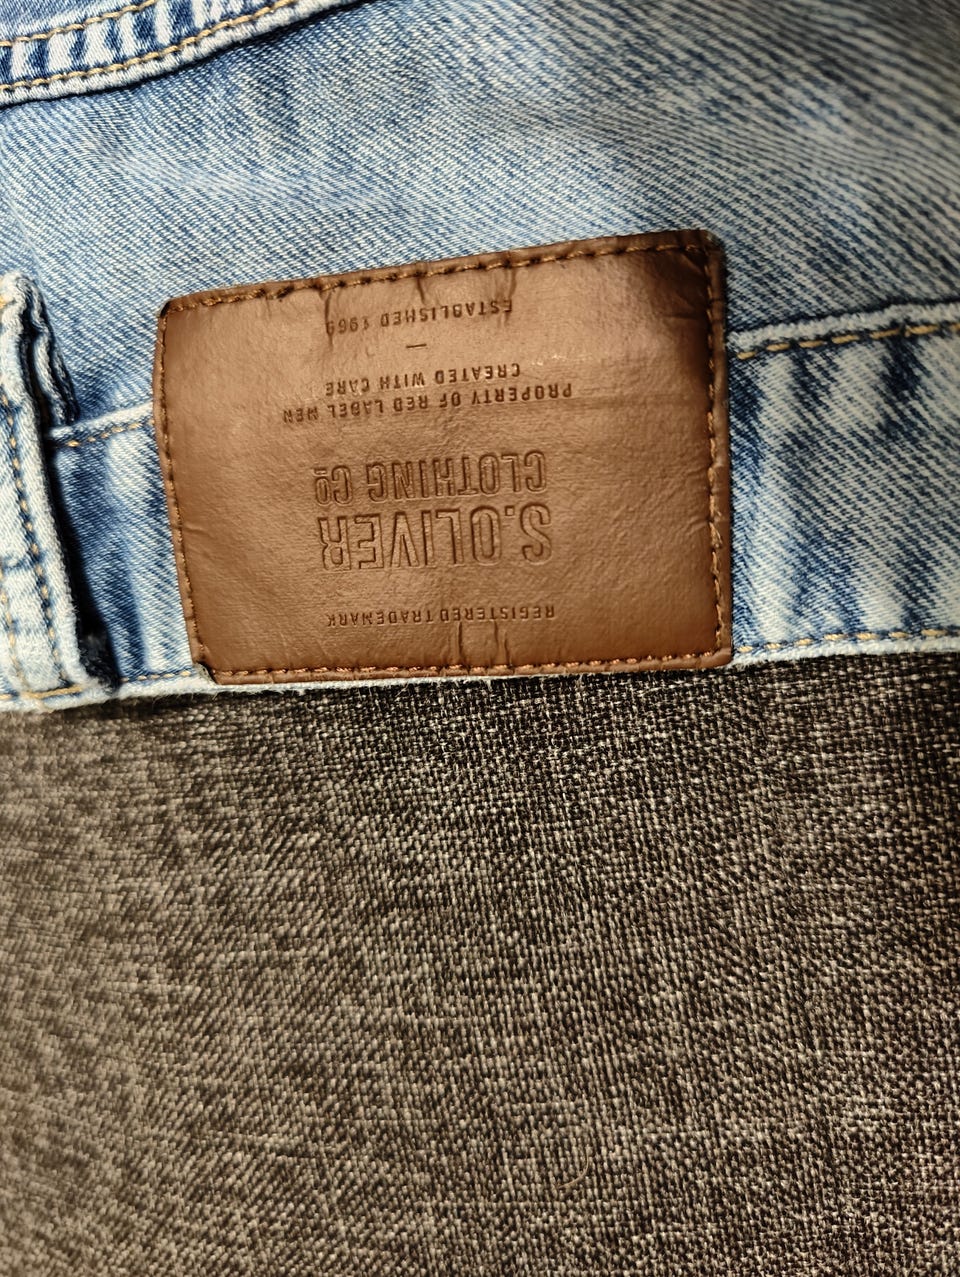 REGISTERED TRADEMARK
S.OLIVER
CLOTHING Cº
PROPERTY OF RED LABEL MEN
CREATED WITH CARE
—
ESTABLISHED 1969